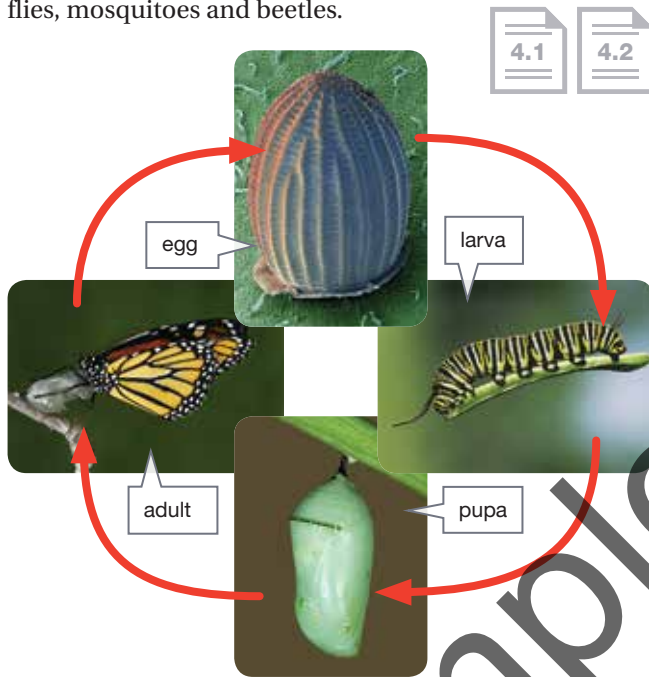 flies, mosquitoes and beetles.
4.1 4.2
egg
larva
adult
pupa